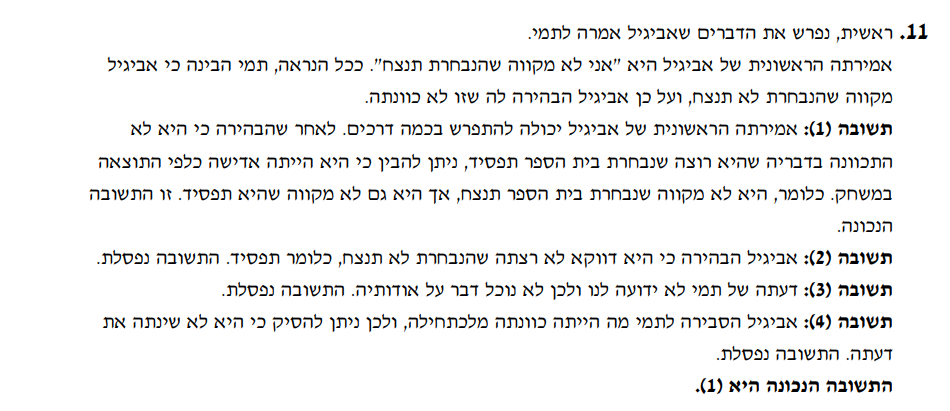 11. ראשית, נפרש את הדברים שאביגיל אמרה לתמי.
אמירתה הראשונית של אביגיל היא "אני לא מקווה שהנבחרת תנצח". ככל הנראה, תמי הבינה כי אביגיל
מקווה שהנבחרת לא תנצח, ועל כן אביגיל הבהירה לה שזו לא כוונתה.
תשובה (1): אמירתה הראשונית של אביגיל יכולה להתפרש בכמה דרכים. לאחר שהבהירה כי היא לא
התכוונה בדבריה שהיא רוצה שנבחרת בית הספר תפסיד, ניתן להבין כי היא הייתה אדישה כלפי התוצאה
במשחק. כלומר, היא לא מקווה שנבחרת בית הספר תנצח, אך היא גם לא מקווה שהיא תפסיד. זו התשובה
הנכונה.
תשובה (2): אביגיל הבהירה כי היא דווקא לא רצתה שהנבחרת לא תנצח, כלומר תפסיד. התשובה נפסלת.
תשובה (3): דעתה של תמי לא ידועה לנו ולכן לא נוכל דבר על אודותיה. התשובה נפסלת.
תשובה (4): אביגיל הסבירה לתמי מה הייתה כוונתה מלכתחילה, ולכן ניתן להסיק כי היא לא שינתה את
דעתה. התשובה נפסלת.
התשובה הנכונה היא (1).